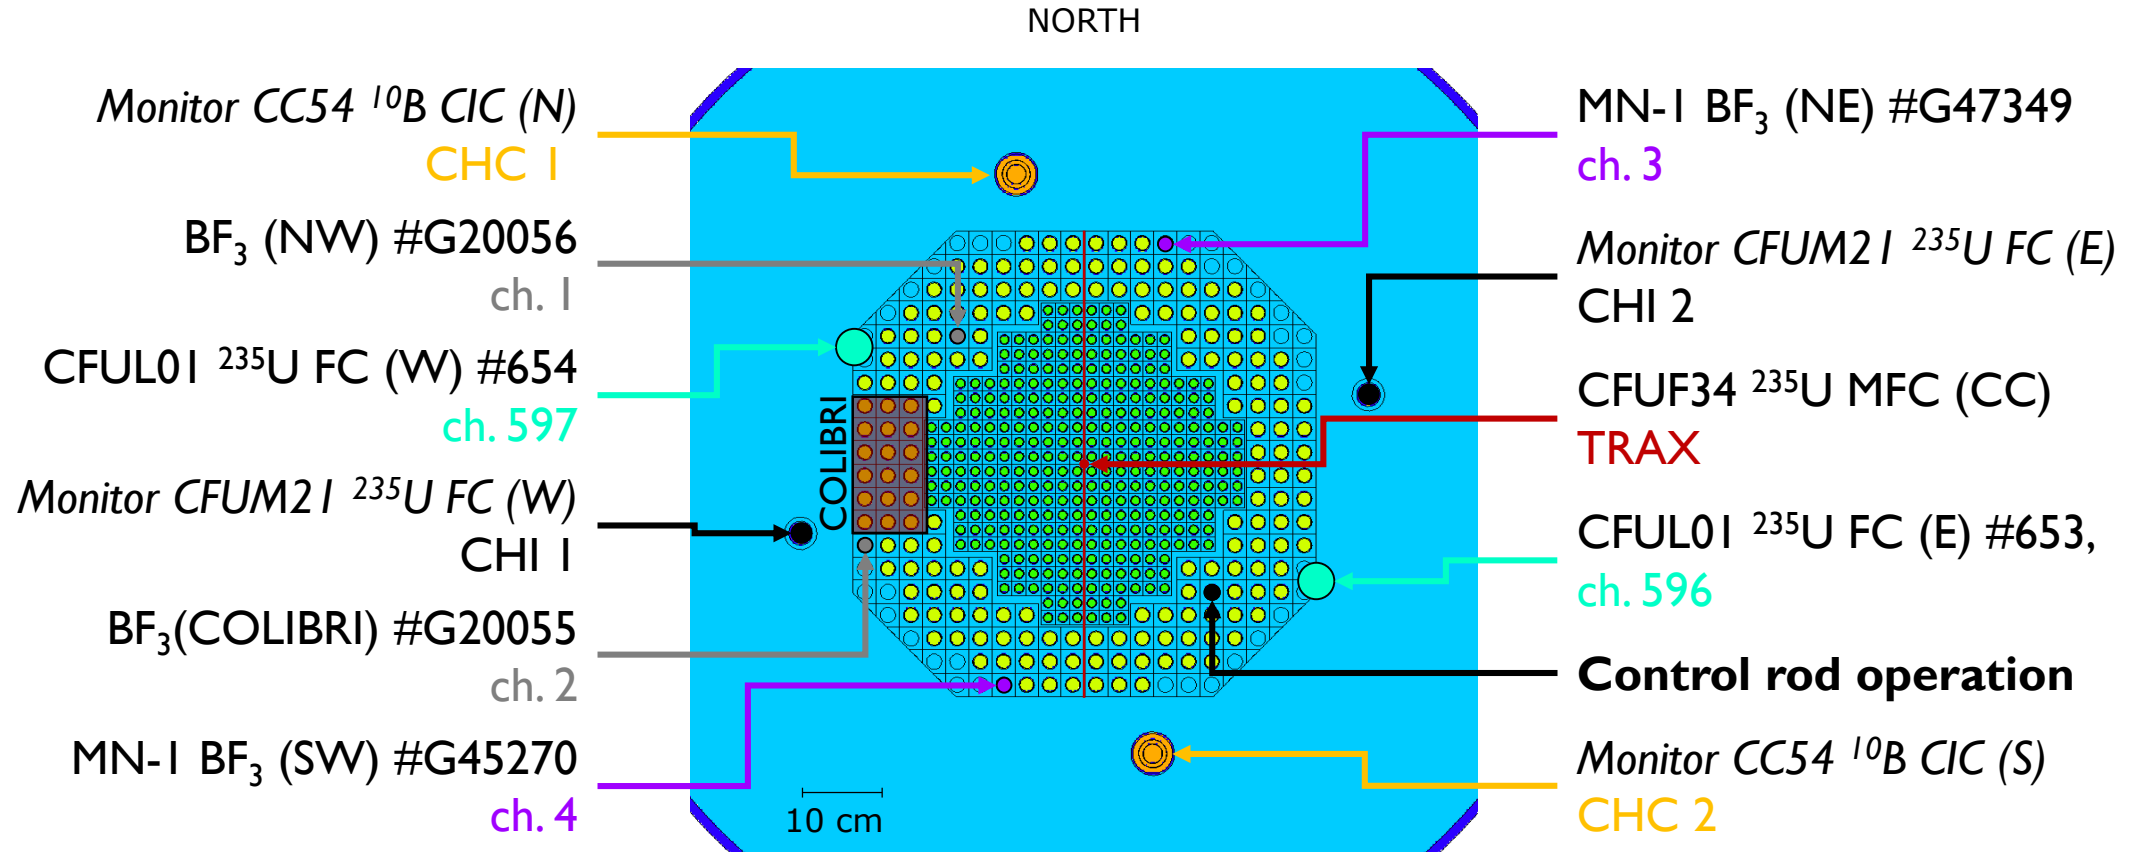 NORTH
Monitor CC54 ¹⁰B CIC (N)
CHC 1
BF₃ (NW) #G20056
ch. 1
CFUL01 ²³⁵U FC (W) #654
ch. 597
Monitor CFUM21 ²³⁵U FC (W)
CHI 1
BF₃(COLIBRI) #G20055
ch. 2
MN-1 BF₃ (SW) #G45270
ch. 4
COLIBRI
10 cm
MN-1 BF₃ (NE) #G47349
ch. 3
Monitor CFUM21 ²³⁵U FC (E)
CHI 2
CFUF34 ²³⁵U MFC (CC)
TRAX
CFUL01 ²³⁵U FC (E) #653,
ch. 596
Control rod operation
Monitor CC54 ¹⁰B CIC (S)
CHC 2